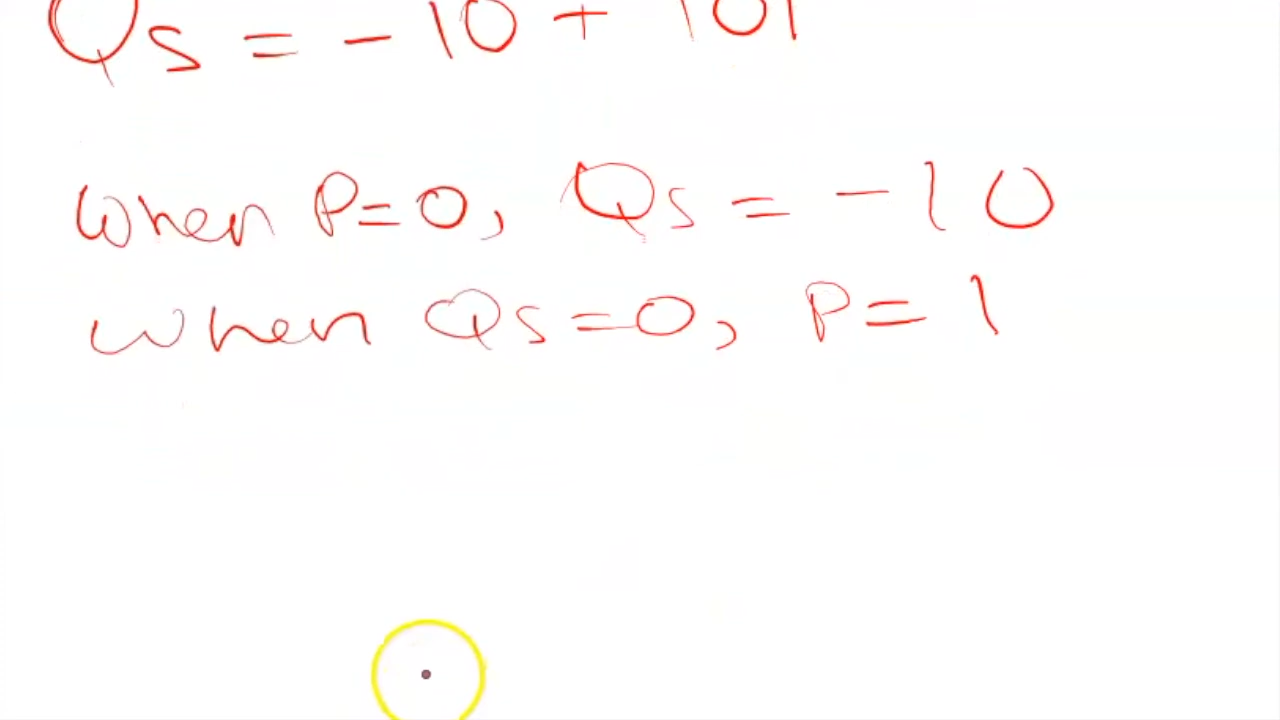 Qs = -10 + 10P
when P=0, Qs = -10
when Qs=0, P=1